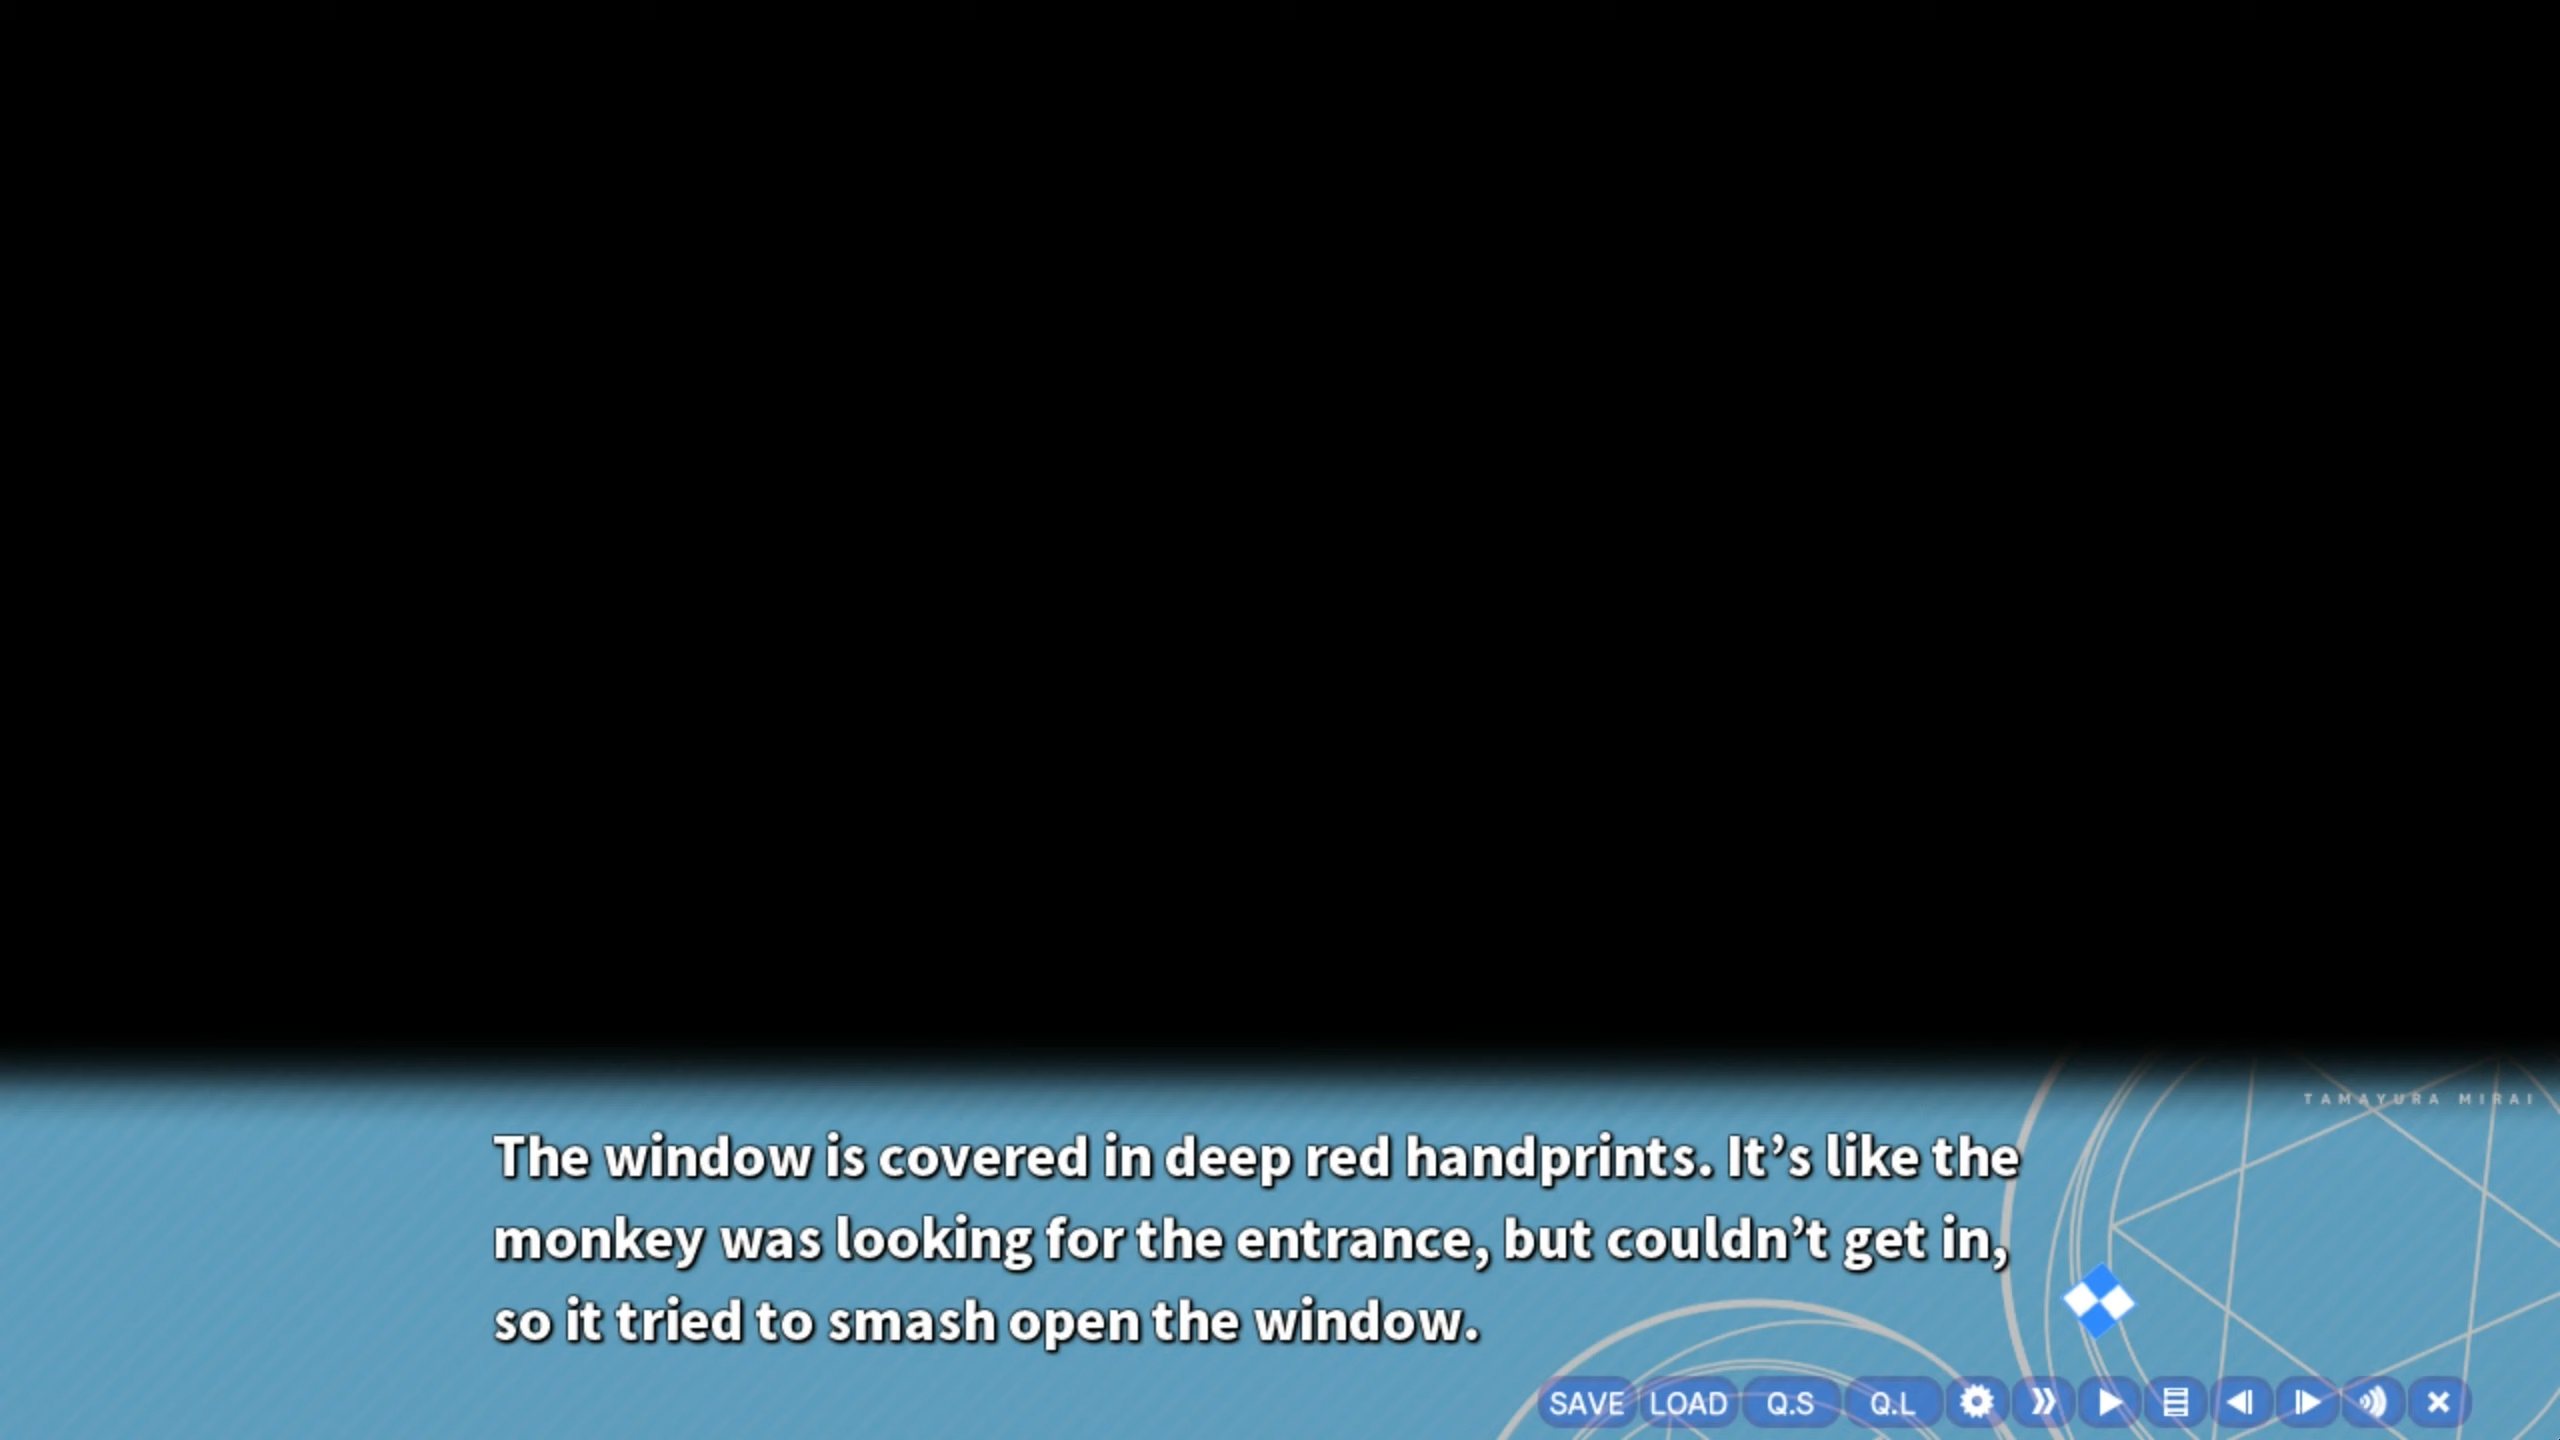 TAMAYURA MIRAI
The window is covered in deep red handprints. It’s like the
monkey was looking for the entrance, but couldn’t get in,
so it tried to smash open the window.
SAVE LOAD Q.S Q.L